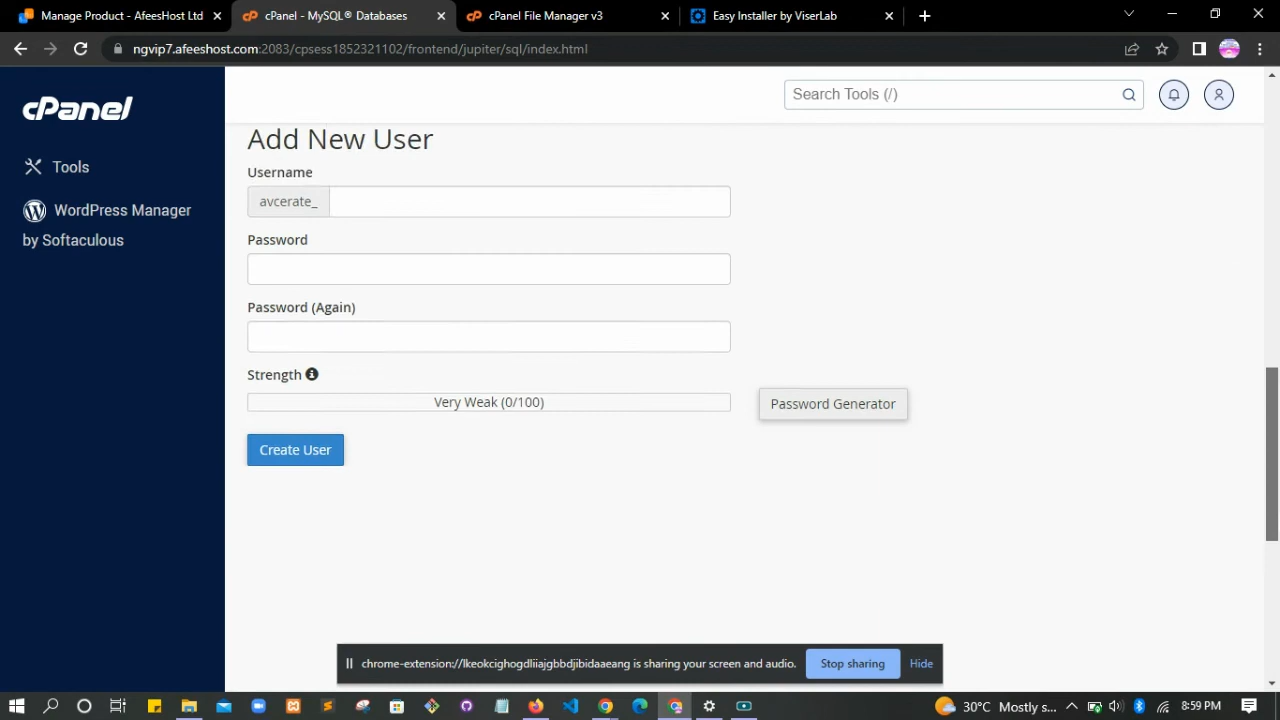 Manage Product - AfeesHost Ltd
cPanel - MySQL® Databases
cPanel File Manager v3
Easy Installer by ViserLab
ngvip7.afeeshost.com:2083/cpsess1852321102/frontend/jupiter/sql/index.html
cPanel
Search Tools (/)
Tools
WordPress Manager
by Softaculous
Add New User
Username
avcerate_
Password
Password (Again)
Strength
Very Weak (0/100)
Password Generator
Create User
chrome-extension://lkeokcighogdliiajgbbdjibidaaeang is sharing your screen and audio.
Stop sharing
Hide
30°C Mostly s...
8:59 PM